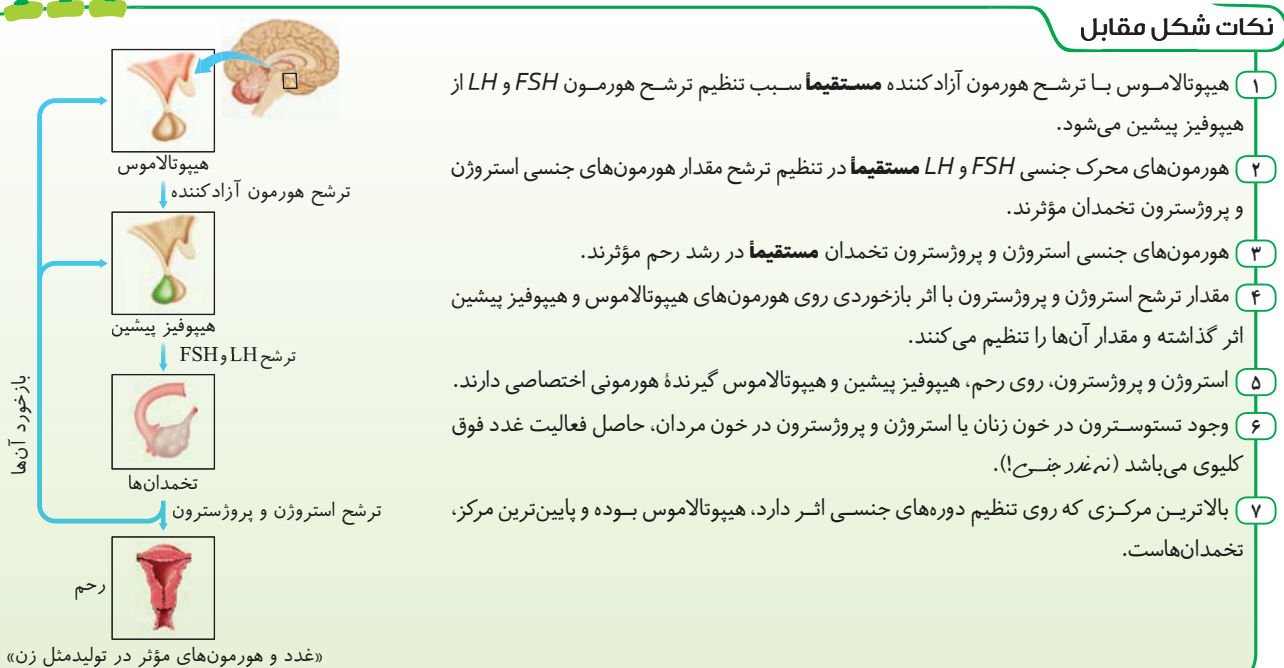 نکات شکل مقابل
۱ هیپوتالاموس با ترشح هورمون آزادکننده مستقیماً سبب تنظیم ترشح هورمون FSH و LH از
هیپوفیز پیشین می‌شود.
۲ هورمون‌های محرک جنسی FSH و LH مستقیماً در تنظیم ترشح مقدار هورمون‌های جنسی استروژن
و پروژسترون تخمدان مؤثرند.
۳ هورمون‌های جنسی استروژن و پروژسترون تخمدان مستقیماً در رشد رحم مؤثرند.
۴ مقدار ترشح استروژن و پروژسترون با اثر بازخوردی روی هورمون‌های هیپوتالاموس و هیپوفیز پیشین
اثر گذاشته و مقدار آن‌ها را تنظیم می‌کنند.
۵ استروژن و پروژسترون، روی رحم، هیپوفیز پیشین و هیپوتالاموس گیرندهٔ هورمونی اختصاصی دارند.
۶ وجود تستوسترون در خون زنان یا استروژن و پروژسترون در خون مردان، حاصل فعالیت غدد فوق
کلیوی می‌باشد (نه غدد جنسی!).
۷ بالاترین مرکزی که روی تنظیم دوره‌های جنسی اثر دارد، هیپوتالاموس بوده و پایین‌ترین مرکز،
تخمدان‌هاست.
هیپوتالاموس
ترشح هورمون آزادکننده
هیپوفیز پیشین
ترشح LH و FSH
تخمدان‌ها
ترشح استروژن و پروژسترون
بازخورد آن‌ها
رحم
«غدد و هورمون‌های مؤثر در تولیدمثل زن»